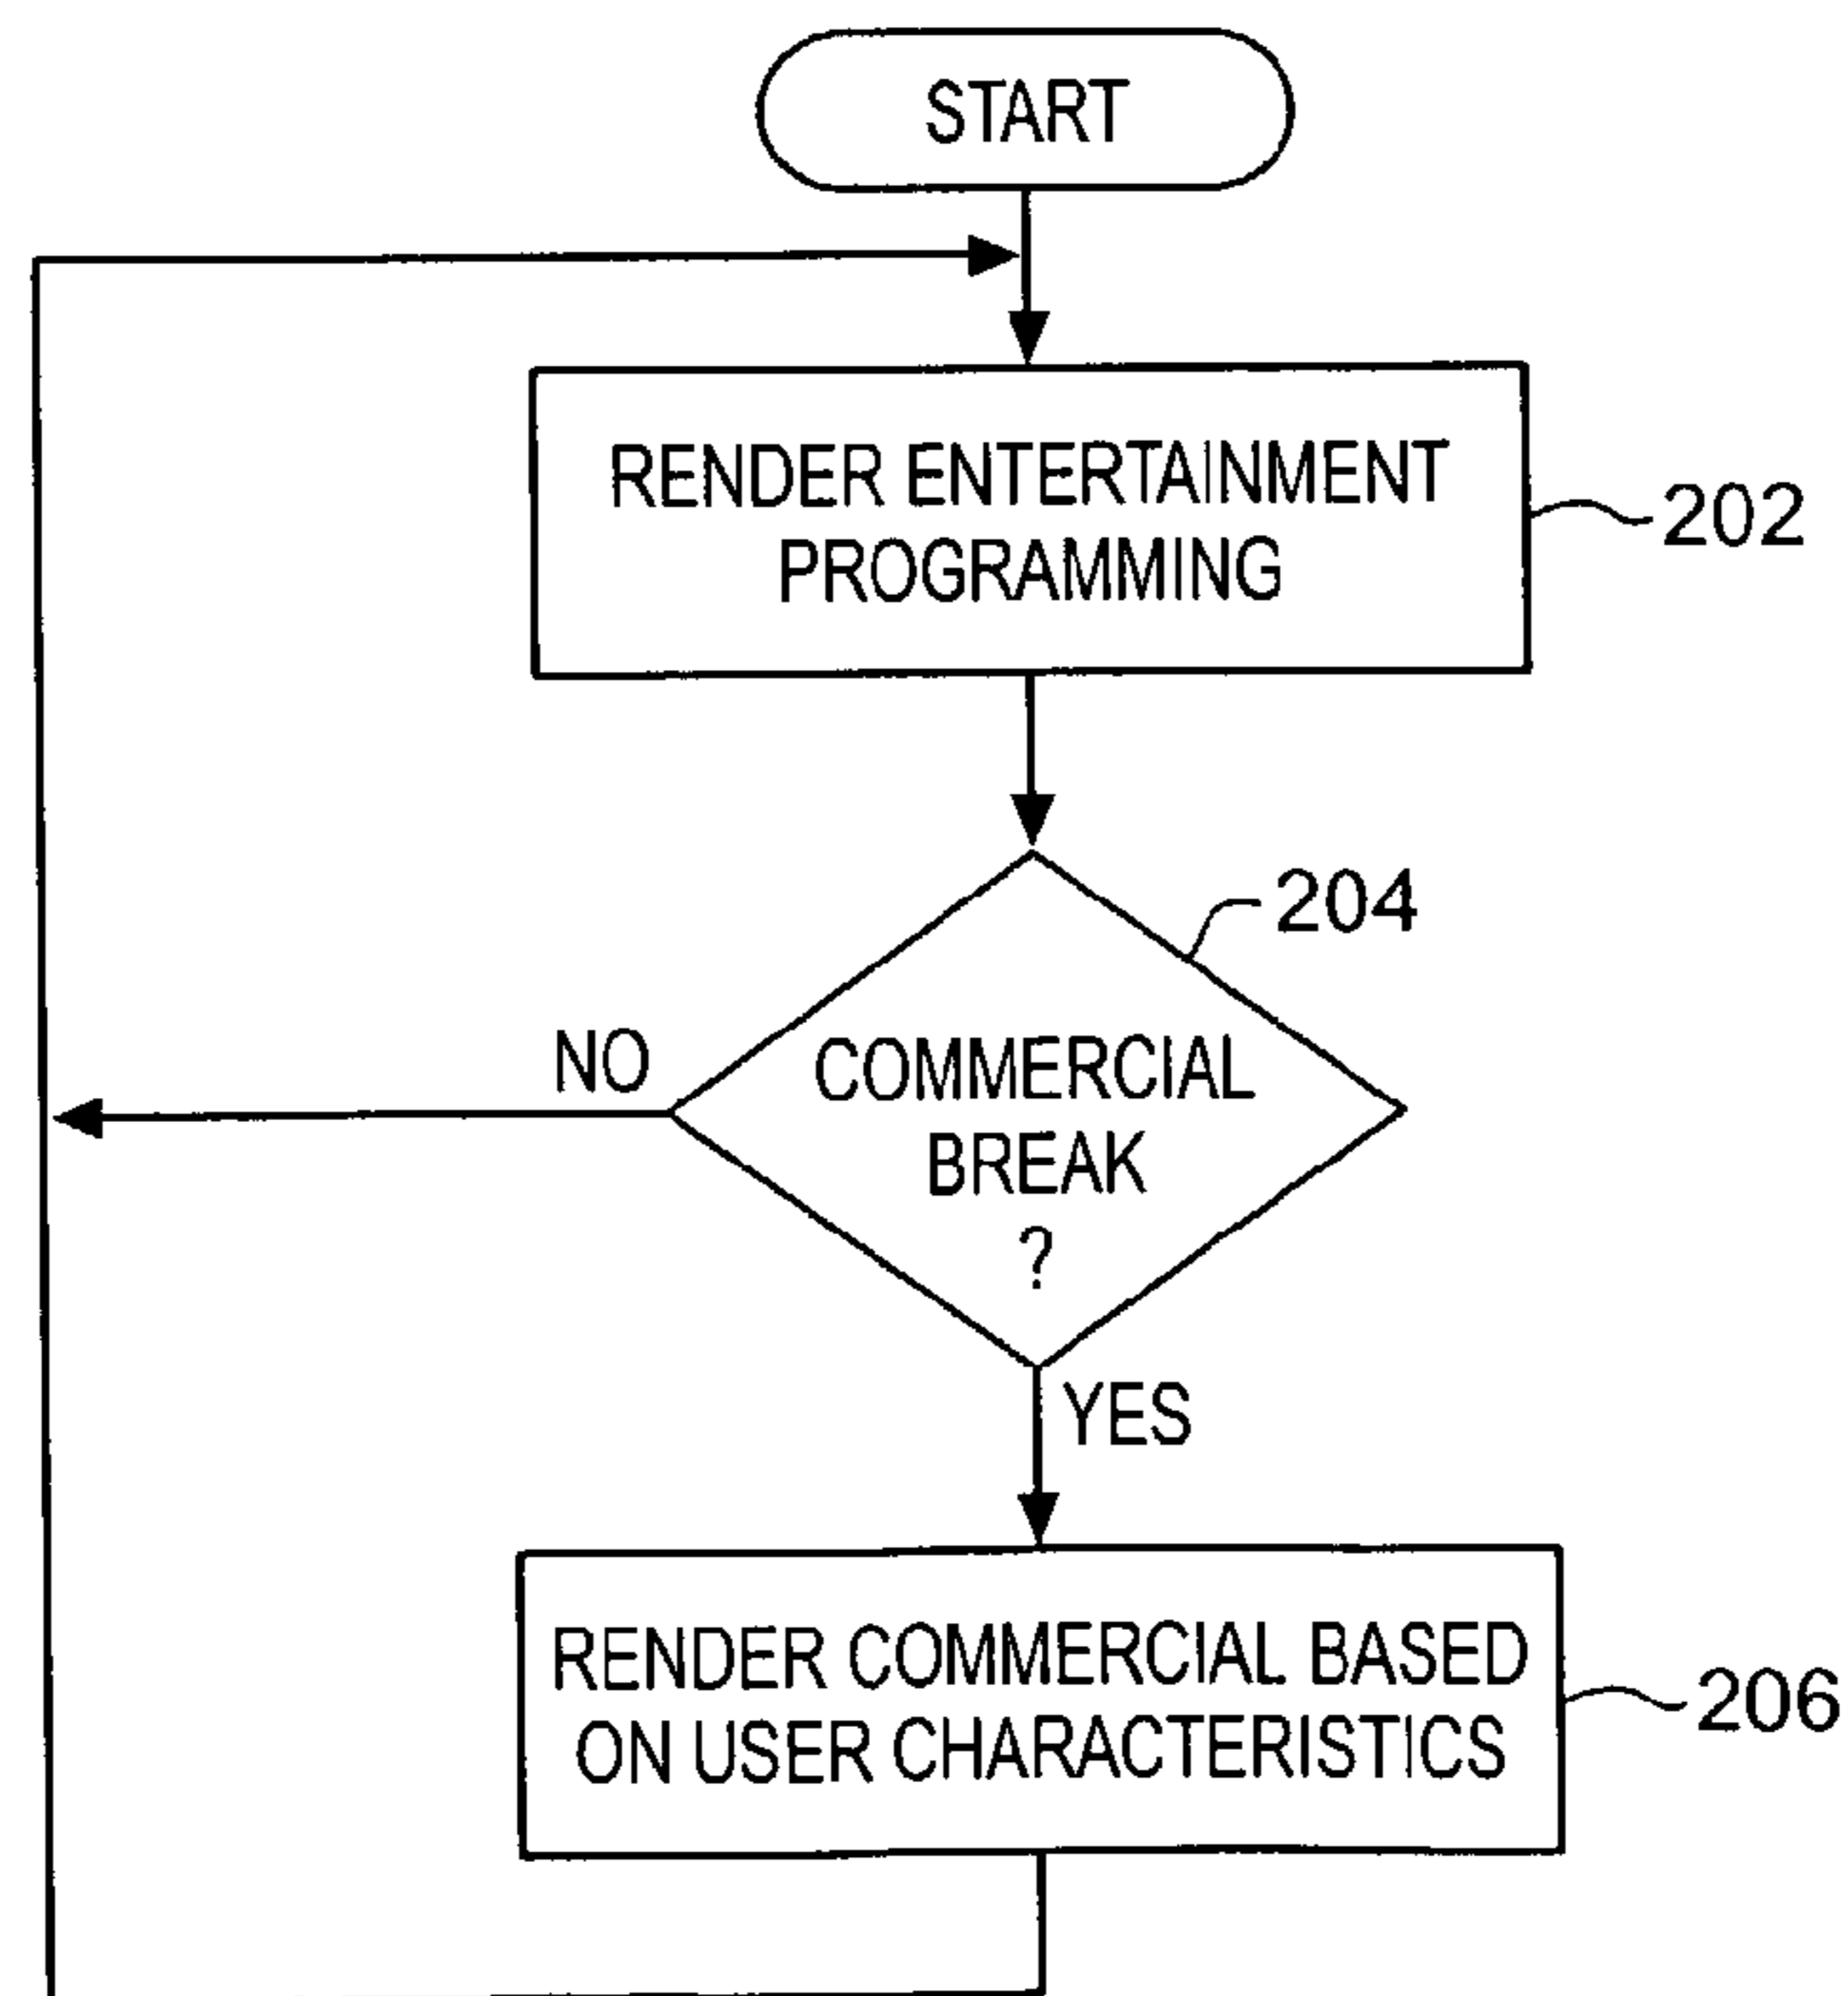 START
RENDER ENTERTAINMENT
PROGRAMMING
202
204
NO
COMMERCIAL
BREAK
?
YES
RENDER COMMERCIAL BASED
ON USER CHARACTERISTICS
206